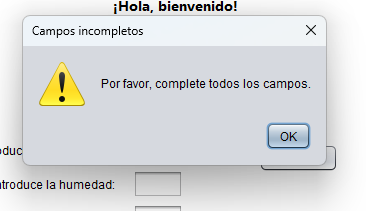 ¡Hola, bienvenido!
Campos incompletos
Por favor, complete todos los campos.
OK
ntroduce la humedad: